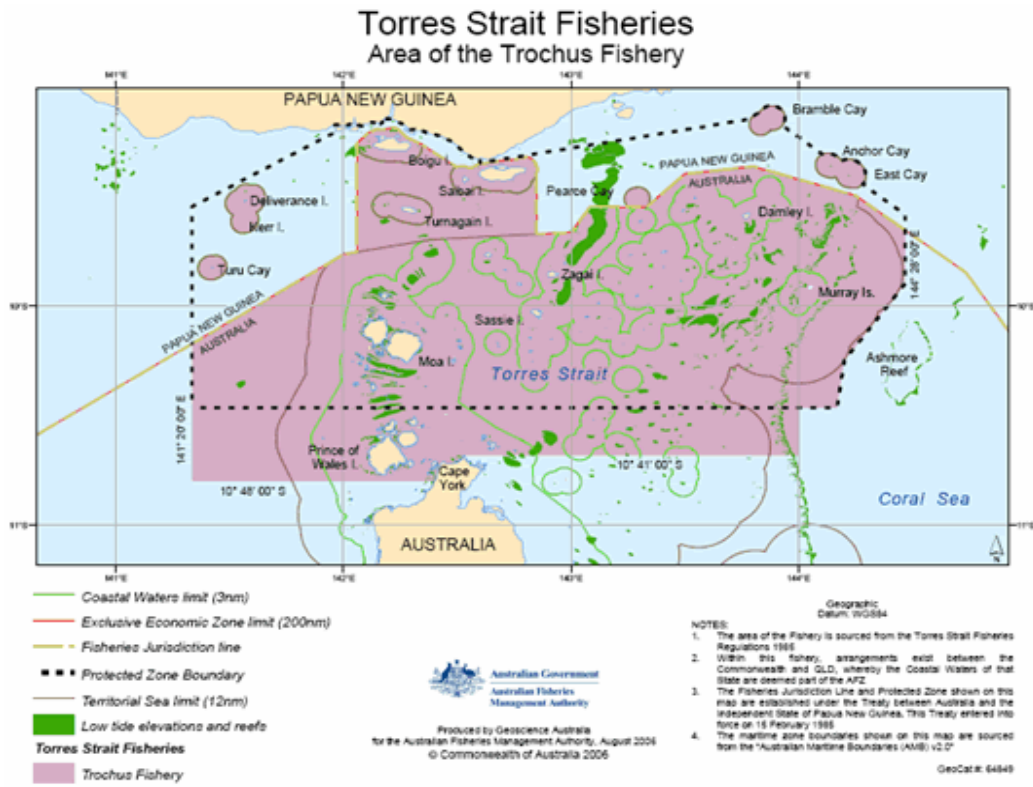 Torres Strait Fisheries
Area of the Trochus Fishery
141°E
142°E
143°E
144°E
PAPUA NEW GUINEA
Bramble Cay
Boigu I.
Anchor Cay
PAPUA NEW GUINEA
AUSTRALIA
East Cay
Saibai I.
Pearce Cay
Deliverance I.
Kerr I.
Turnagain I.
Darnley I.
Turu Cay
Zagai I.
144° 28' 00" E
Murray Is.
PAPUA NEW GUINEA
AUSTRALIA
Sassie I.
Moa I.
Torres Strait
Ashmore
Reef
141° 20' 00" E
Prince of
Wales I.
Cape
York
10° 41' 00" S
10° 48' 00" S
Coral Sea
AUSTRALIA
10°S
10°S
11°S
11°S
N
141°E
142°E
143°E
144°E
Coastal Waters limit (3nm)
Exclusive Economic Zone limit (200nm)
Fisheries Jurisdiction line
Protected Zone Boundary
Territorial Sea limit (12nm)
Low tide elevations and reefs
Torres Strait Fisheries
Trochus Fishery
Australian Government
Australian Fisheries
Management Authority
Produced by Geoscience Australia
for the Australian Fisheries Management Authority, August 2006
© Commonwealth of Australia 2006
Geographic
Datum: WGS84
NOTES:
1. The area of the Fishery is sourced from the Torres Strait Fisheries
Regulations 1985
2. Within this fishery, arrangements exist between the
Commonwealth and QLD, whereby the Coastal Waters of that
State are deemed part of the AFZ
3. The Fisheries Jurisdiction Line and Protected Zone shown on this
map are established under the Treaty between Australia and the
Independent State of Papua New Guinea. This Treaty entered into
force on 15 February 1985
4. The maritime zone boundaries shown on this map are sourced
from the "Australian Maritime Boundaries (AMB) v2.0"
GeoCat#: 64849